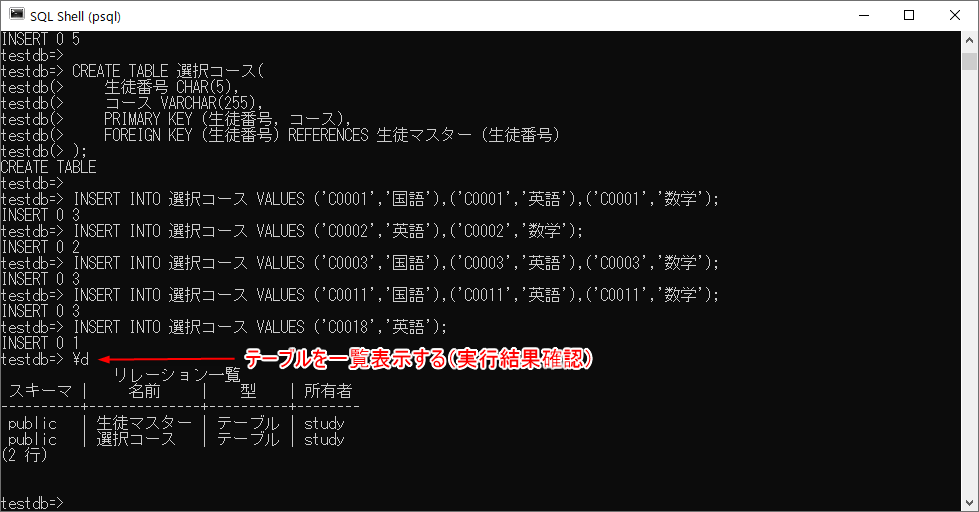 SQL Shell (psql)
INSERT 0 5
testdb=>
testdb=> CREATE TABLE 選択コース(
testdb(>     生徒番号 CHAR(5),
testdb(>     コース VARCHAR(255),
testdb(>     PRIMARY KEY (生徒番号, コース),
testdb(>     FOREIGN KEY (生徒番号) REFERENCES 生徒マスター (生徒番号)
testdb(> );
CREATE TABLE
testdb=>
testdb=> INSERT INTO 選択コース VALUES ('C0001','国語'),('C0001','英語'),('C0001','数学');
INSERT 0 3
testdb=> INSERT INTO 選択コース VALUES ('C0002','英語'),('C0002','数学');
INSERT 0 2
testdb=> INSERT INTO 選択コース VALUES ('C0003','国語'),('C0003','英語'),('C0003','数学');
INSERT 0 3
testdb=> INSERT INTO 選択コース VALUES ('C0011','国語'),('C0011','英語'),('C0011','数学');
INSERT 0 3
testdb=> INSERT INTO 選択コース VALUES ('C0018','英語');
INSERT 0 1
testdb=> ¥d テーブルを一覧表示する(実行結果確認)
リレーション一覧
スキーマ | 名前 | 型 | 所有者
----------+--------------+----------+--------
public | 生徒マスター | テーブル | study
public | 選択コース | テーブル | study
(2 行)
testdb=>